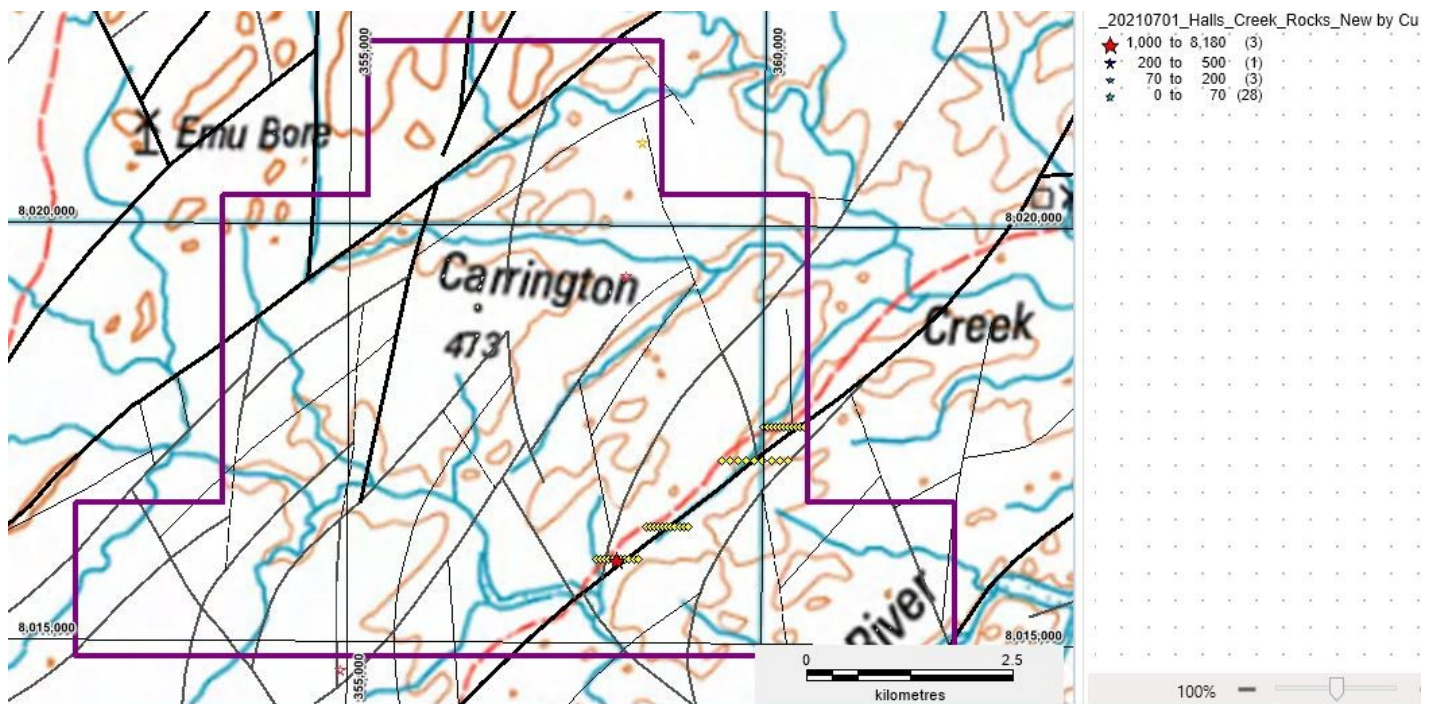 _20210701_Halls_Creek_Rocks_New by Cu
1,000 to 8,180 (3)
200 to 500 (1)
70 to 200 (3)
0 to 70 (28)
355,000
360,000
Emu Bore
8,020,000
8,020,000
Carrington
473
Creek
River
8,015,000
8,015,000
355,000
0 2.5
kilometres
100%